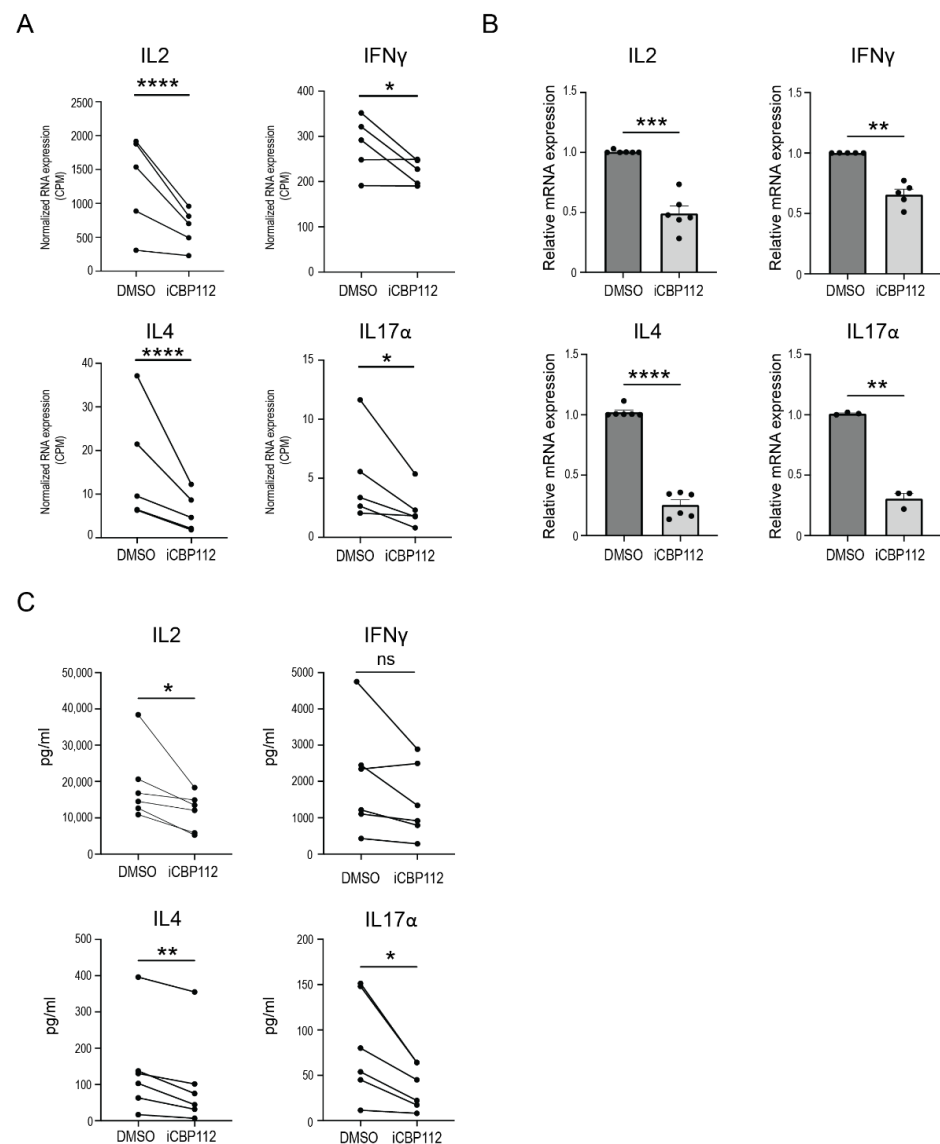 A
B
IL2
IFNγ
IL2
IFNγ
****
*
***
**
Normalized RNA expression
(CPM)
2500
2000
1500
1000
500
0
DMSO iCBP112
Normalized RNA expression
(CPM)
400
300
200
100
0
DMSO iCBP112
Relative mRNA expression
1.5
1.0
0.5
0
DMSO iCBP112
Relative mRNA expression
1.5
1.0
0.5
0
DMSO iCBP112
IL4
IL17α
IL4
IL17α
****
*
****
**
Normalized RNA expression
(CPM)
40
30
20
10
0
DMSO iCBP112
Normalized RNA expression
(CPM)
15
10
5
0
DMSO iCBP112
Relative mRNA expression
1.5
1.0
0.5
0
DMSO iCBP112
Relative mRNA expression
1.5
1.0
0.5
0
DMSO iCBP112
C
IL2
IFNγ
*
ns
pg/ml
50,000
40,000
30,000
20,000
10,000
0
DMSO iCBP112
pg/ml
5000
4000
3000
2000
1000
0
DMSO iCBP112
IL4
IL17α
**
*
pg/ml
500
400
300
200
100
0
DMSO iCBP112
pg/ml
200
150
100
50
0
DMSO iCBP112